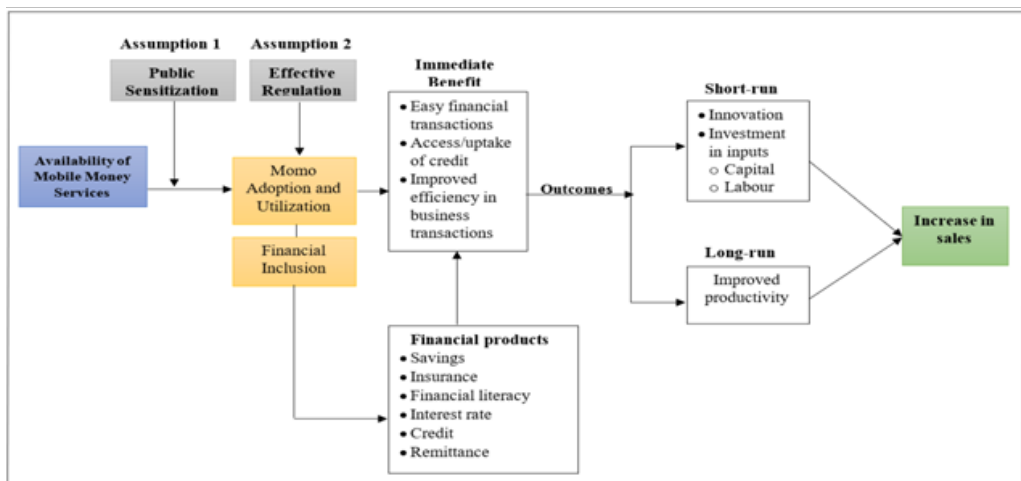 Assumption 1
Public
Sensitization
Assumption 2
Effective
Regulation
Availability of
Mobile Money
Services
Momo
Adoption and
Utilization
Financial
Inclusion
Immediate
Benefit
• Easy financial
transactions
• Access/uptake
of credit
• Improved
efficiency in
business
transactions
Financial products
• Savings
• Insurance
• Financial literacy
• Interest rate
• Credit
• Remittance
Outcomes
Short-run
• Innovation
• Investment
in inputs
o Capital
o Labour
Long-run
Improved
productivity
Increase in
sales